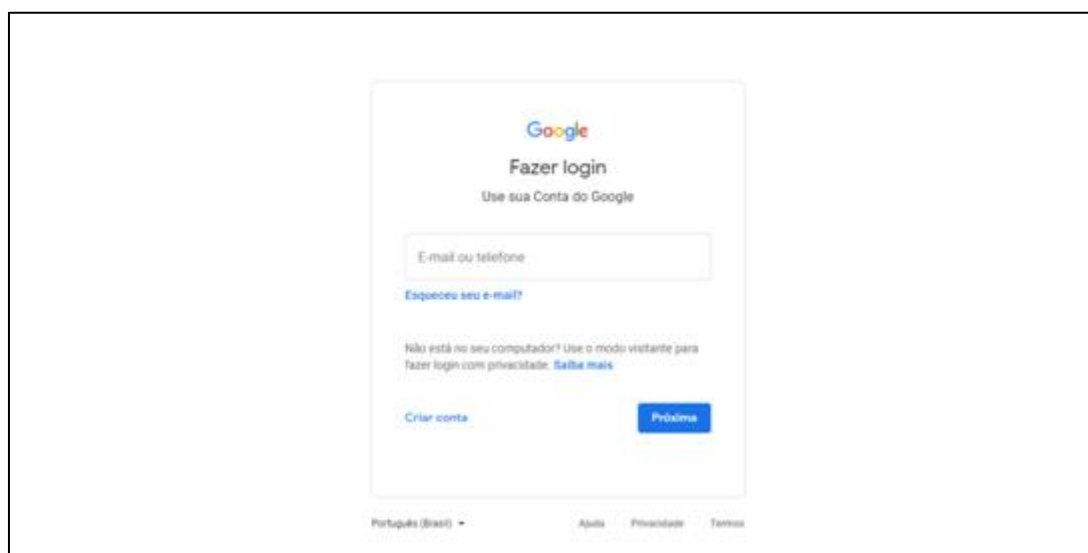 Google
Fazer login
Use sua Conta do Google
E-mail ou telefone
Esqueceu seu e-mail?
Não está no seu computador? Use o modo visitante para
fazer login com privacidade. Saiba mais
Criar conta Próxima
Português (Brasil) Ajuda Privacidade Termos